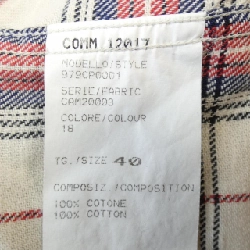 COMM 12017
MODELLO/STYLE
979CP0001
SERIE/FABRIC
CAM20003
COLORE/COLOUR
18
TG./SIZE 40
COMPOSIZ./COMPOSITION
100% COTONE
100% COTTON